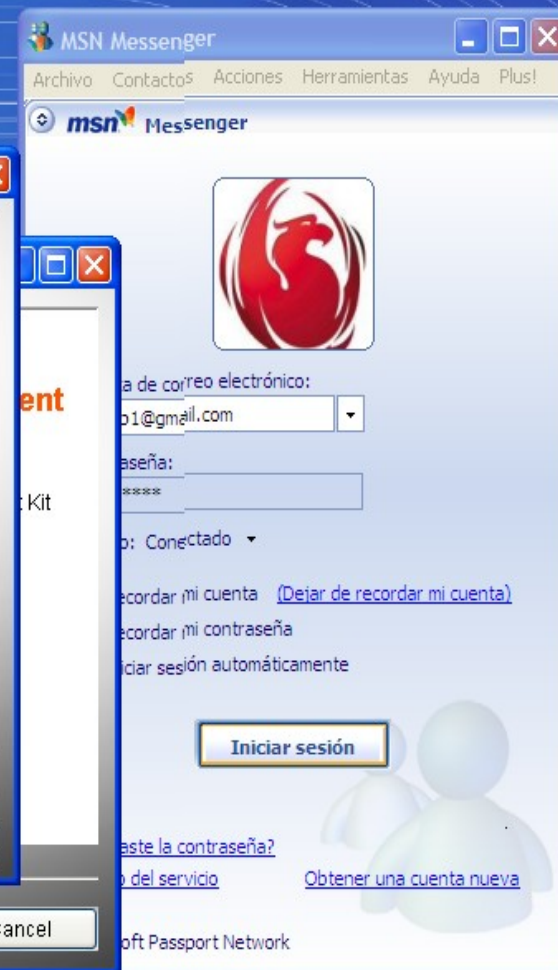 MSN Messenger
Archivo Contactos Acciones Herramientas Ayuda Plus!
msn Messenger
a de correo electrónico:
o1@gmail.com
aseña:
****
o: Conectado
ent
Kit
ecordar mi cuenta (Dejar de recordar mi cuenta)
ecordar mi contraseña
iciar sesión automáticamente
Iniciar sesión
aste la contraseña?
o del servicio Obtener una cuenta nueva
ancel
oft Passport Network